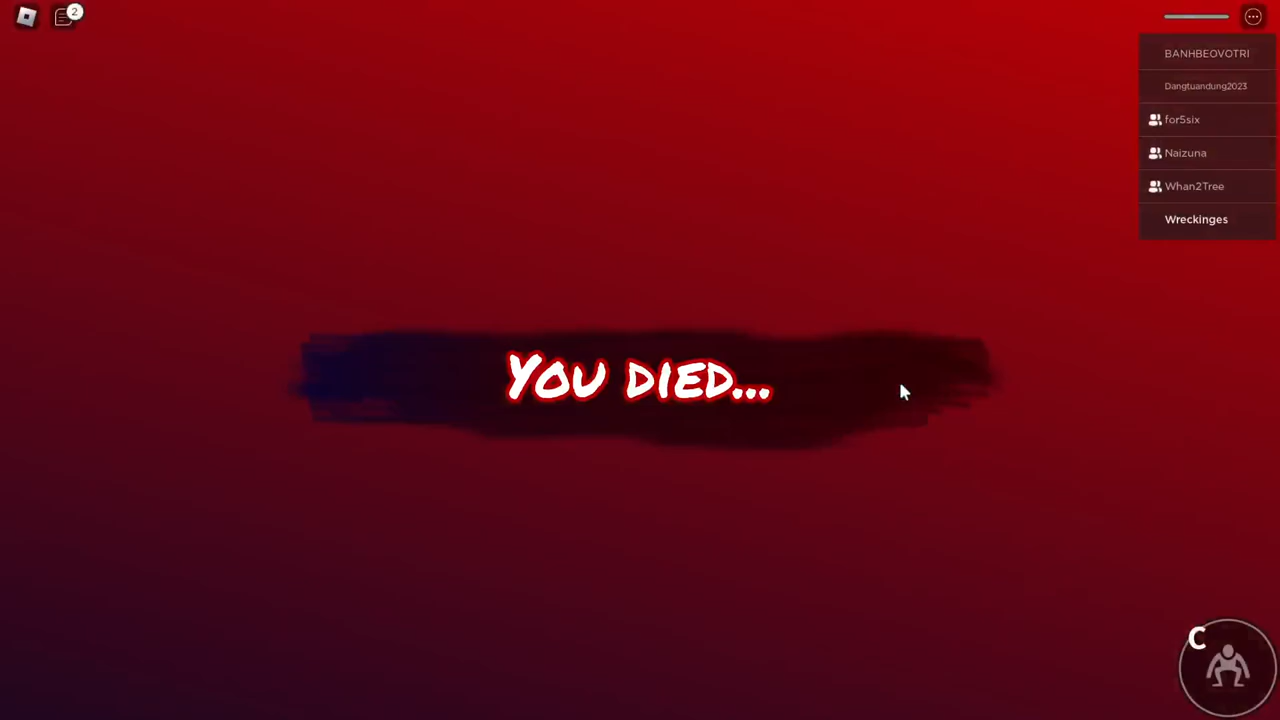 2
BANHBEOVOTRI
Dangtuandung2023
for5six
Naizuna
Whan2Tree
Wreckinges
You died...
C